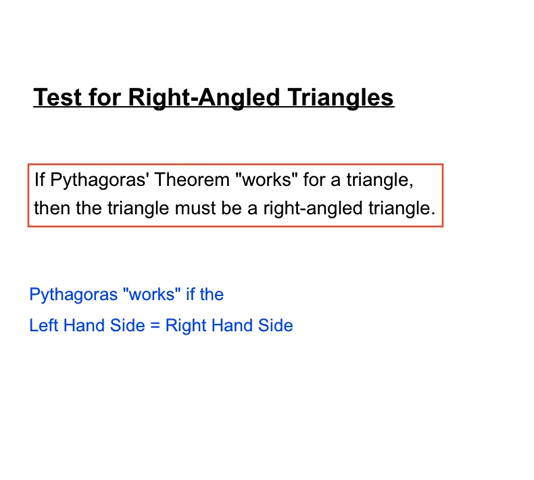 Test for Right-Angled Triangles
If Pythagoras' Theorem "works" for a triangle,
then the triangle must be a right-angled triangle.
Pythagoras "works" if the
Left Hand Side = Right Hand Side